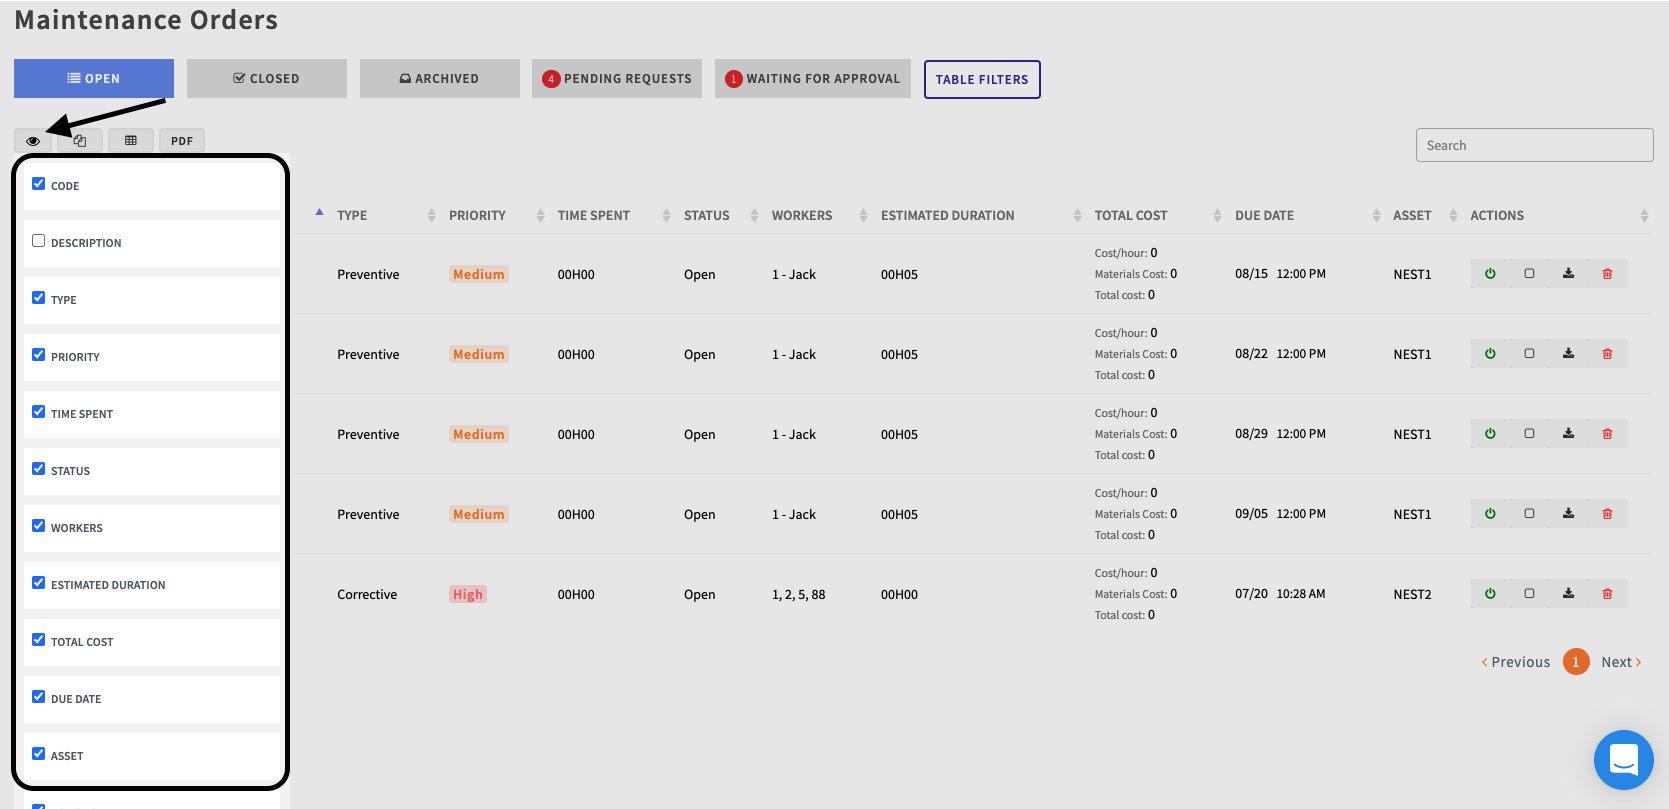 Maintenance Orders
OPEN
CLOSED
ARCHIVED
4 PENDING REQUESTS
1 WAITING FOR APPROVAL
TABLE FILTERS
PDF
Search
CODE
DESCRIPTION
TYPE
PRIORITY
TIME SPENT
STATUS
WORKERS
ESTIMATED DURATION
TOTAL COST
DUE DATE
ASSET
TYPE PRIORITY TIME SPENT STATUS WORKERS ESTIMATED DURATION TOTAL COST DUE DATE ASSET ACTIONS
Cost/hour: 0
Preventive Medium 00H00 Open 1 - Jack 00H05 Materials Cost: 0 08/15 12:00 PM NEST1
Total cost: 0
Cost/hour: 0
Preventive Medium 00H00 Open 1 - Jack 00H05 Materials Cost: 0 08/22 12:00 PM NEST1
Total cost: 0
Cost/hour: 0
Preventive Medium 00H00 Open 1 - Jack 00H05 Materials Cost: 0 08/29 12:00 PM NEST1
Total cost: 0
Cost/hour: 0
Preventive Medium 00H00 Open 1 - Jack 00H05 Materials Cost: 0 09/05 12:00 PM NEST1
Total cost: 0
Cost/hour: 0
Corrective High 00H00 Open 1, 2, 5, 88 00H00 Materials Cost: 0 07/20 10:28 AM NEST2
Total cost: 0
Previous 1 Next